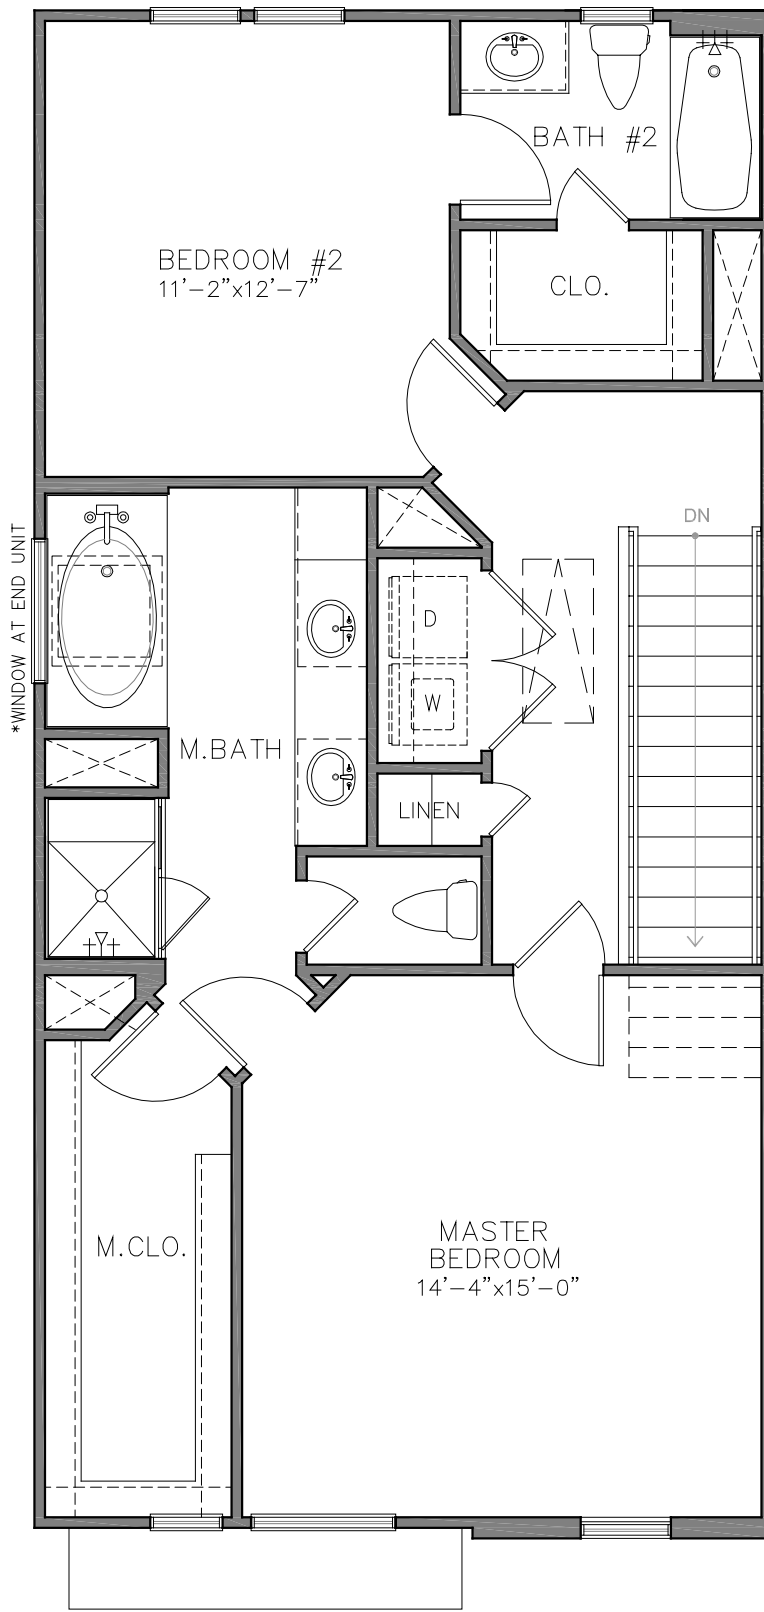 BATH #2
BEDROOM #2
11'-2"x12'-7"
CLO.
DN
*WINDOW AT END UNIT
D
W
M.BATH
LINEN
M.CLO.
MASTER
BEDROOM
14'-4"x15'-0"